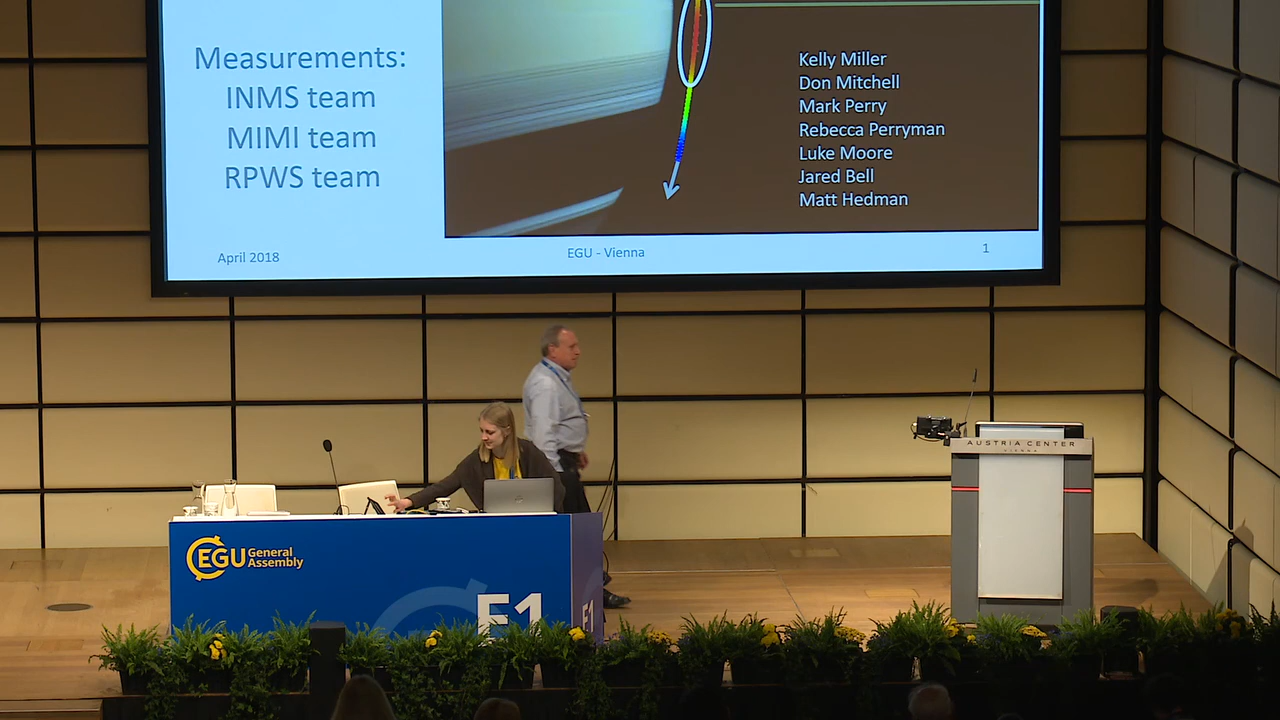 Measurements:
INMS team
MIMI team
RPWS team
Kelly Miller
Don Mitchell
Mark Perry
Rebecca Perryman
Luke Moore
Jared Bell
Matt Hedman
April 2018
EGU - Vienna
1
AUSTRIA CENTER
VIENNA
EGU General
Assembly
E1
E1